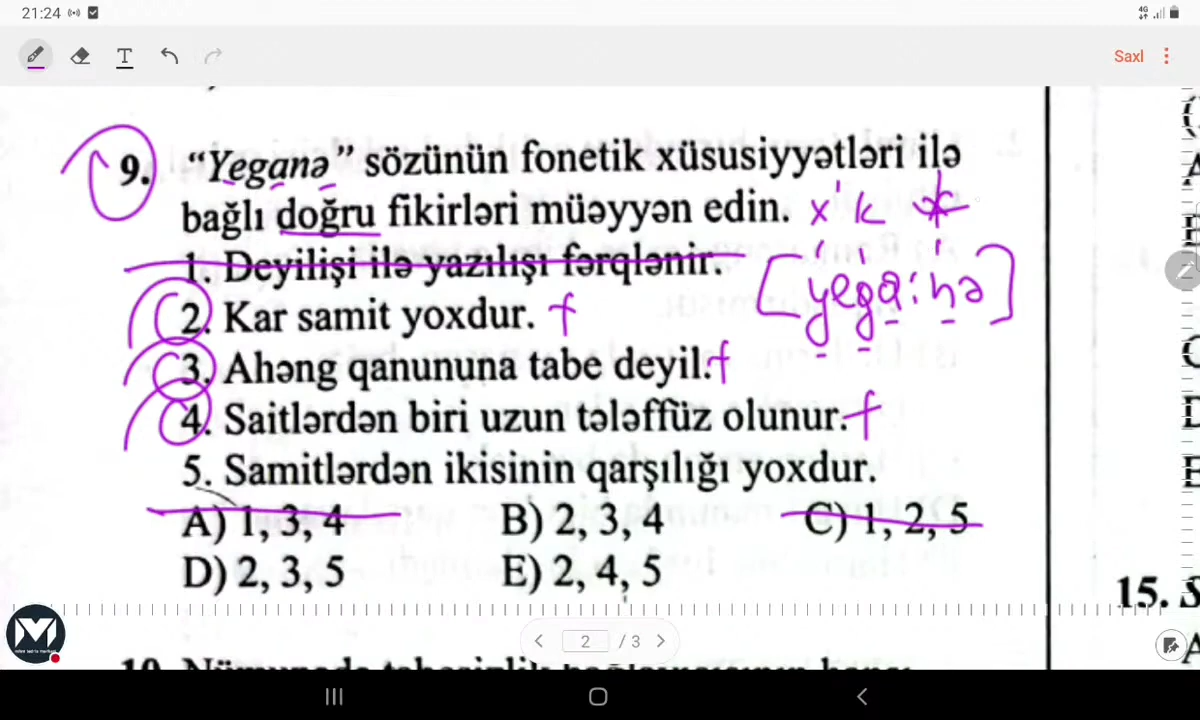 21:24
4G
T
Saxl
9. "Yeganə" sözünün fonetik xüsusiyyətləri ilə
bağlı doğru fikirləri müəyyən edin. x' k
1. Deyilişi ilə yazılışı fərqlənir. [yega:nə]
2. Kar samit yoxdur. f
3. Ahəng qanununa tabe deyil. f
4. Saitlərdən biri uzun tələffüz olunur. f
5. Samitlərdən ikisinin qarşılığı yoxdur.
A) 1, 3, 4 B) 2, 3, 4 C) 1, 2, 5
D) 2, 3, 5 E) 2, 4, 5
15. S
2 / 3